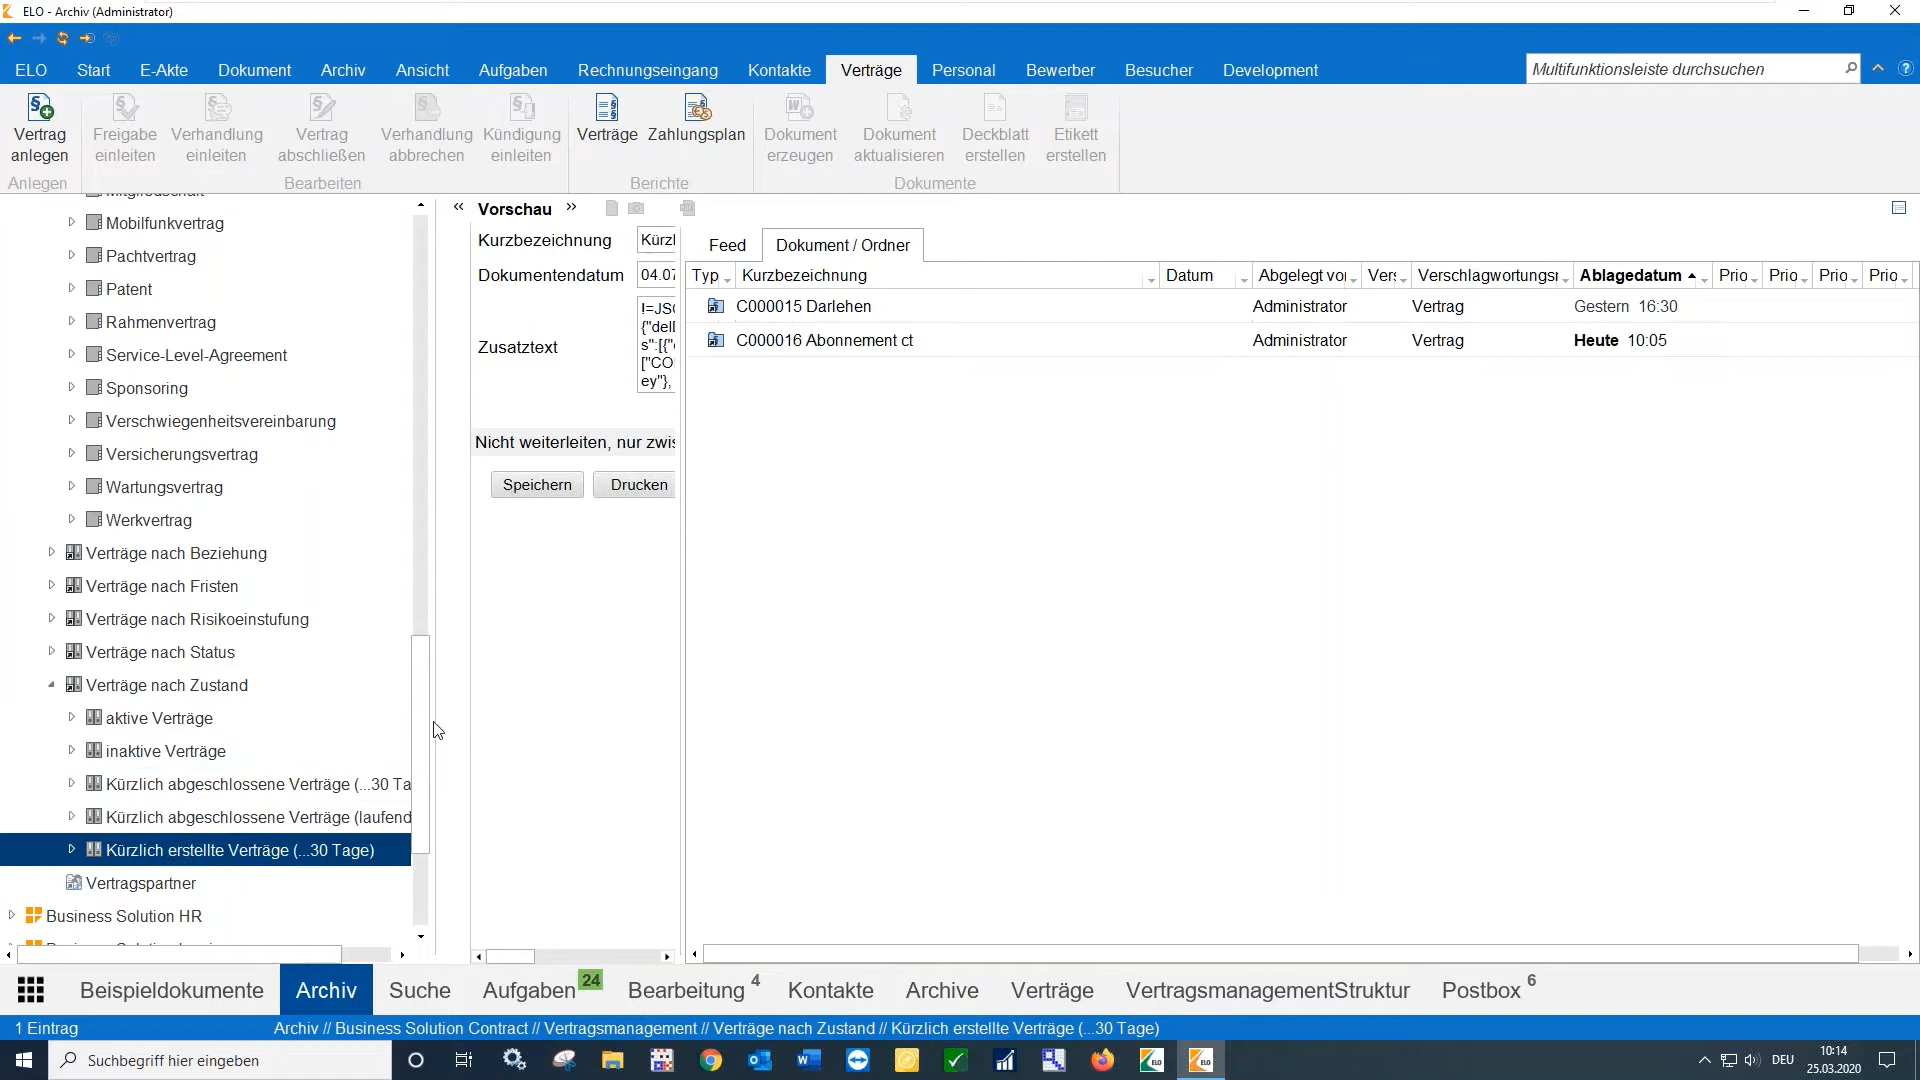 ELO - Archiv (Administrator)
ELO Start E-Akte Dokument Archiv Ansicht Aufgaben Rechnungseingang Kontakte Verträge Personal Bewerber Besucher Development
Multifunktionsleiste durchsuchen
Vertrag anlegen
Freigabe einleiten
Verhandlung einleiten
Vertrag abschließen
Verhandlung abbrechen
Kündigung einleiten
Verträge
Zahlungsplan
Dokument erzeugen
Dokument aktualisieren
Deckblatt erstellen
Etikett erstellen
Anlegen Bearbeiten Berichte Dokumente
Mobilfunkvertrag
Pachtvertrag
Patent
Rahmenvertrag
Service-Level-Agreement
Sponsoring
Verschwiegenheitsvereinbarung
Versicherungsvertrag
Wartungsvertrag
Werkvertrag
Verträge nach Beziehung
Verträge nach Fristen
Verträge nach Risikoeinstufung
Verträge nach Status
Verträge nach Zustand
aktive Verträge
inaktive Verträge
Kürzlich abgeschlossene Verträge (...30 Ta
Kürzlich abgeschlossene Verträge (laufend
Kürzlich erstellte Verträge (...30 Tage)
Vertragspartner
Business Solution HR
« Vorschau »
Kurzbezeichnung Kürzl
Dokumentendatum 04.07
Zusatztext
{"delD
s":[{"
["CO
ey"},
Nicht weiterleiten, nur zwis
Speichern Drucken
Feed Dokument / Ordner
Typ Kurzbezeichnung Datum Abgelegt vo Vers Verschlagwortungsr Ablagedatum Prio Prio Prio Prio
C000015 Darlehen Administrator Vertrag Gestern 16:30
C000016 Abonnement ct Administrator Vertrag Heute 10:05
Beispieldokumente Archiv Suche Aufgaben 24 Bearbeitung 4 Kontakte Archive Verträge VertragsmanagementStruktur Postbox 6
1 Eintrag Archiv // Business Solution Contract // Vertragsmanagement // Verträge nach Zustand // Kürzlich erstellte Verträge (...30 Tage)
Suchbegriff hier eingeben
DEU
10:14
25.03.2020